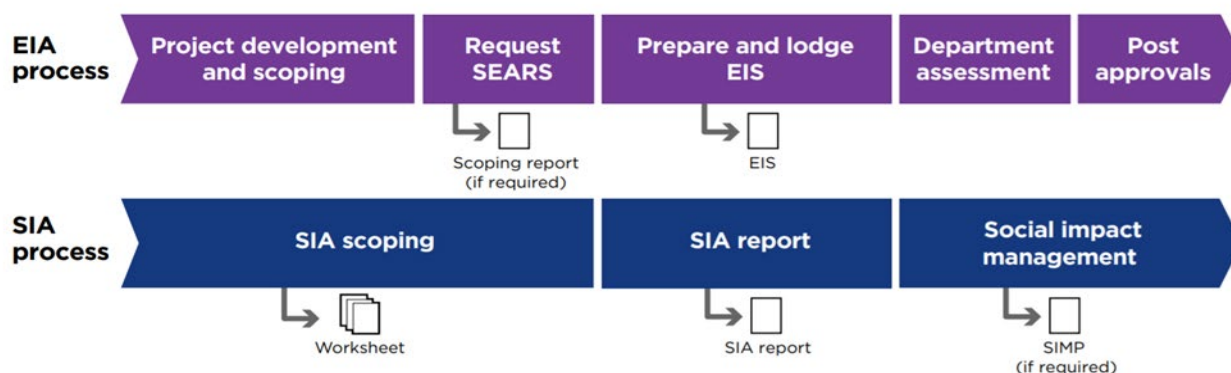 EIA
process
Project development
and scoping
Request
SEARS
Prepare and lodge
EIS
Department
assessment
Post
approvals
Scoping report
(if required)
EIS
SIA
process
SIA scoping
SIA report
Social impact
management
Worksheet
SIA report
SIMP
(if required)